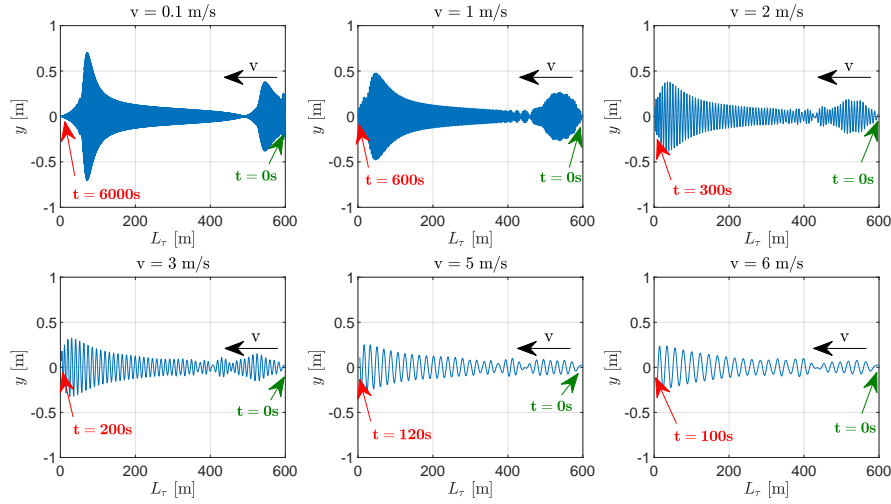 v = 0.1 m/s
v = 1 m/s
v = 2 m/s
1
0.5
0
-0.5
-1
y [m]
v
t = 6000s
t = 0s
0 200 400 600
L_τ [m]
1
0.5
0
-0.5
-1
y [m]
v
t = 600s
t = 0s
0 200 400 600
L_τ [m]
1
0.5
0
-0.5
-1
y [m]
v
t = 300s
t = 0s
0 200 400 600
L_τ [m]
v = 3 m/s
v = 5 m/s
v = 6 m/s
1
0.5
0
-0.5
-1
y [m]
v
t = 200s
t = 0s
0 200 400 600
L_τ [m]
1
0.5
0
-0.5
-1
y [m]
v
t = 120s
t = 0s
0 200 400 600
L_τ [m]
1
0.5
0
-0.5
-1
y [m]
v
t = 100s
t = 0s
0 200 400 600
L_τ [m]